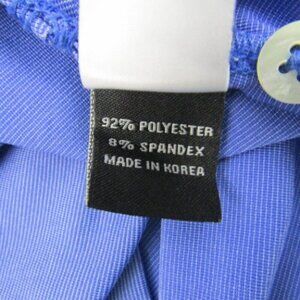 92% POLYESTER
8% SPANDEX
MADE IN KOREA